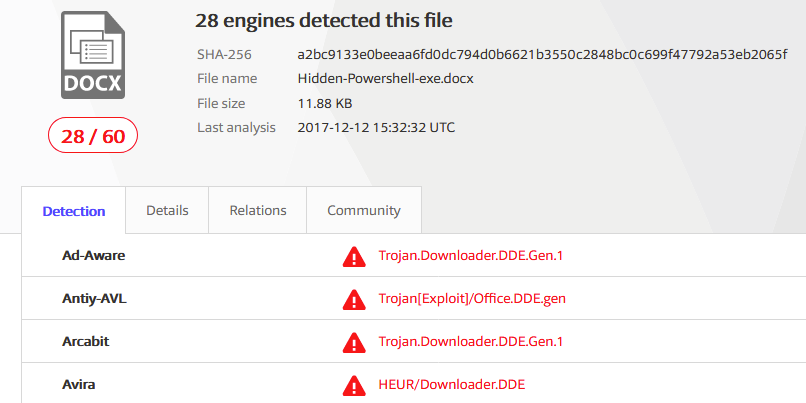 28 engines detected this file
SHA-256 a2bc9133e0beeaa6fd0dc794d0b6621b3550c2848bc0c699f47792a53eb2065f
File name Hidden-Powershell-exe.docx
File size 11.88 KB
Last analysis 2017-12-12 15:32:32 UTC
DOCX
28 / 60
Detection Details Relations Community
Ad-Aware Trojan.Downloader.DDE.Gen.1
Antiy-AVL Trojan[Exploit]/Office.DDE.gen
Arcabit Trojan.Downloader.DDE.Gen.1
Avira HEUR/Downloader.DDE